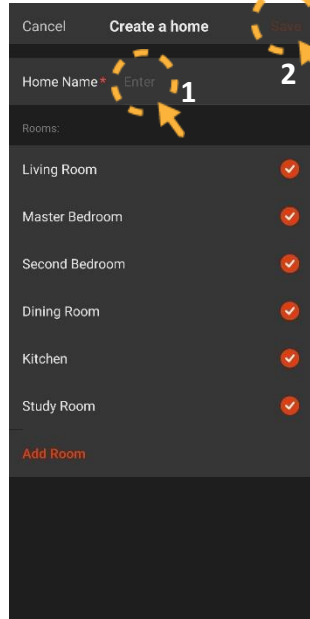 Cancel Create a home Save
2
Home Name* Enter
1
Rooms:
Living Room
Master Bedroom
Second Bedroom
Dining Room
Kitchen
Study Room
Add Room